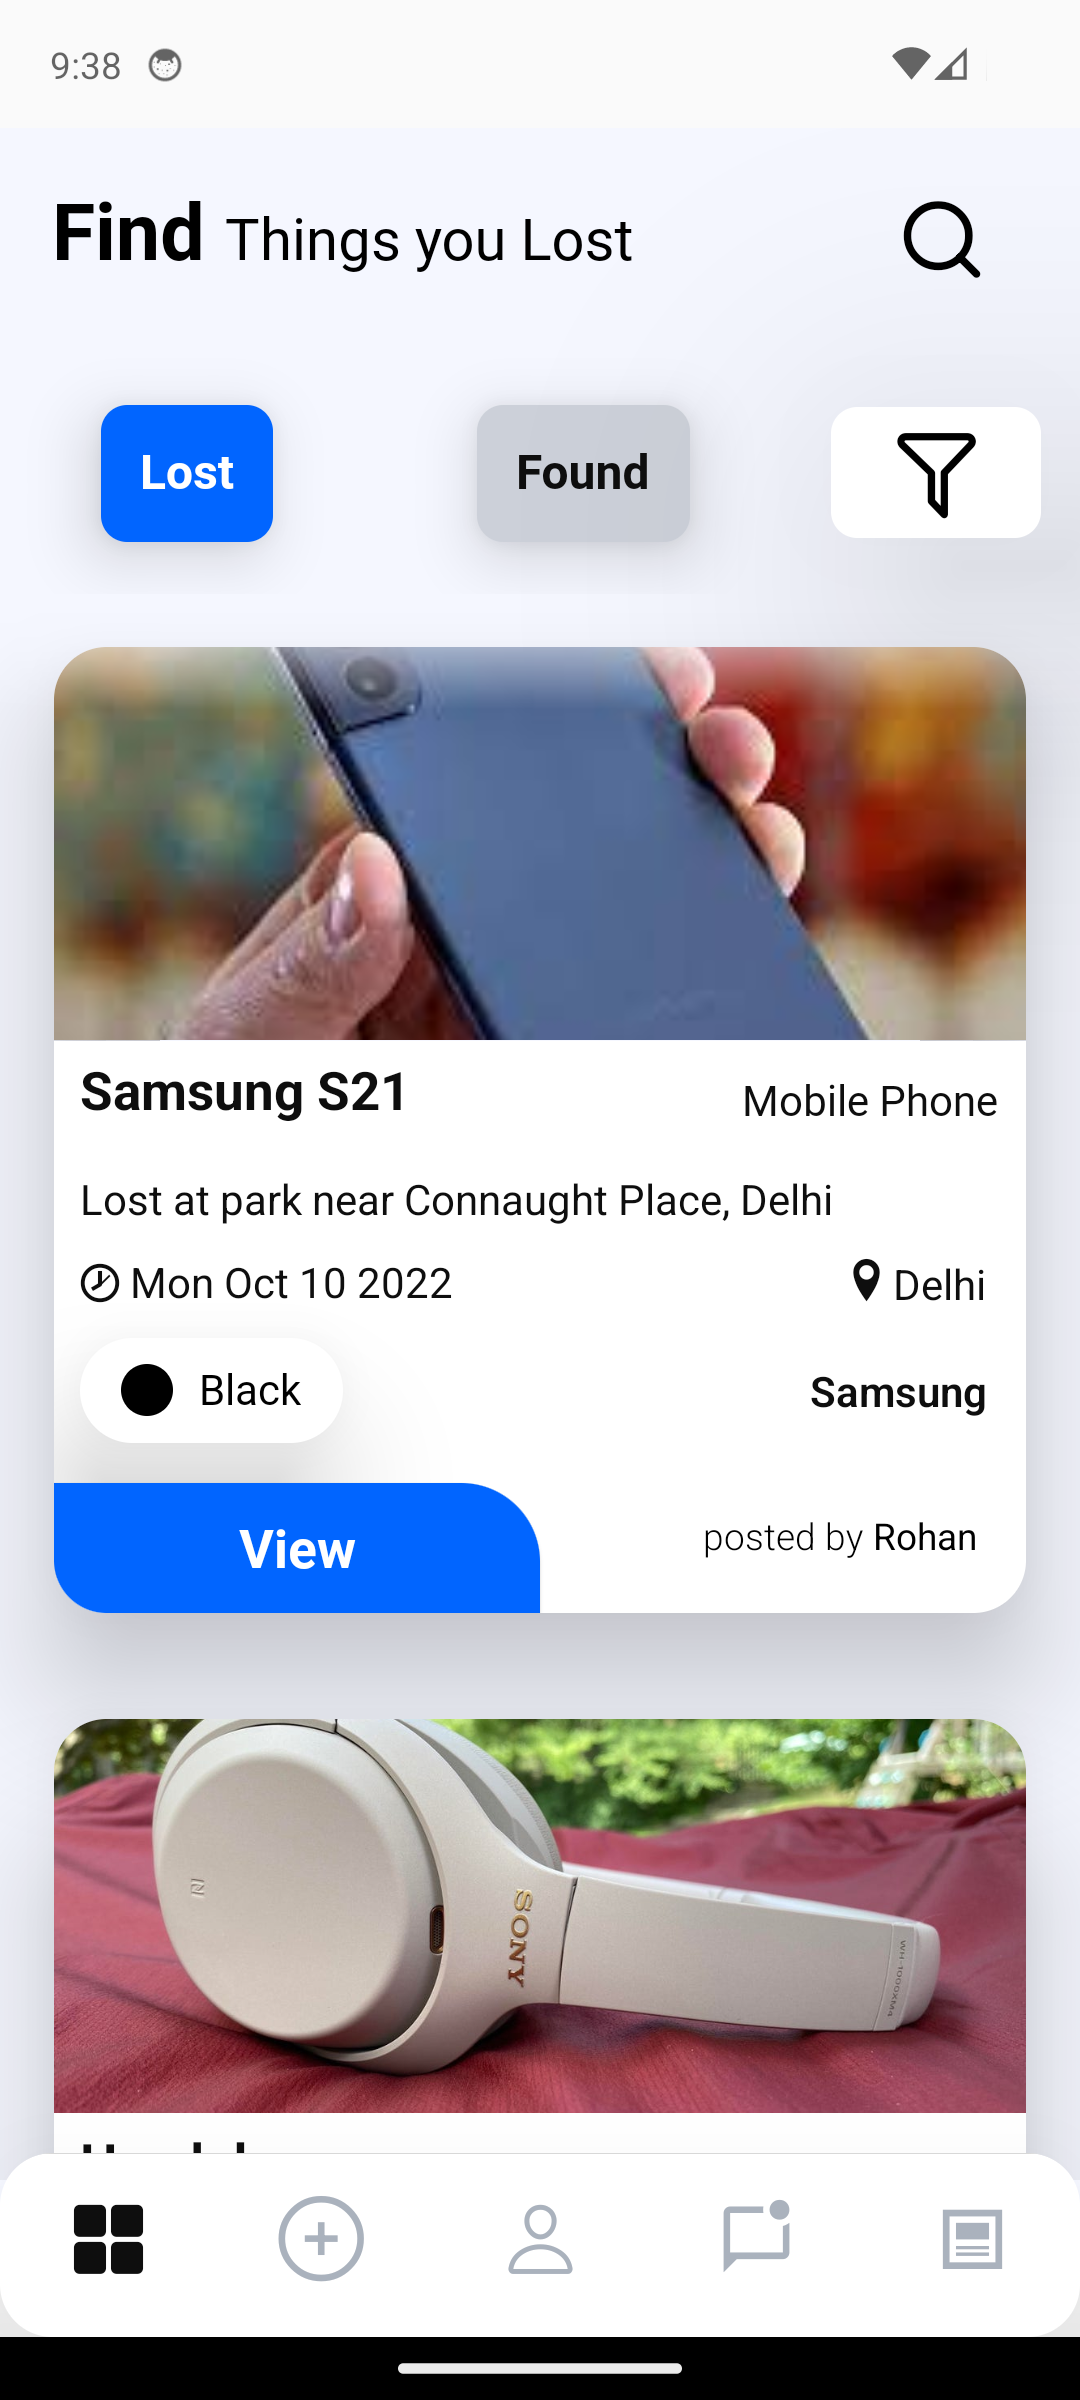 9:38
Find Things you Lost
Lost
Found
Samsung S21
Mobile Phone
Lost at park near Connaught Place, Delhi
Mon Oct 10 2022
Delhi
Black
Samsung
View
posted by Rohan
SONY
WH-1000XM4